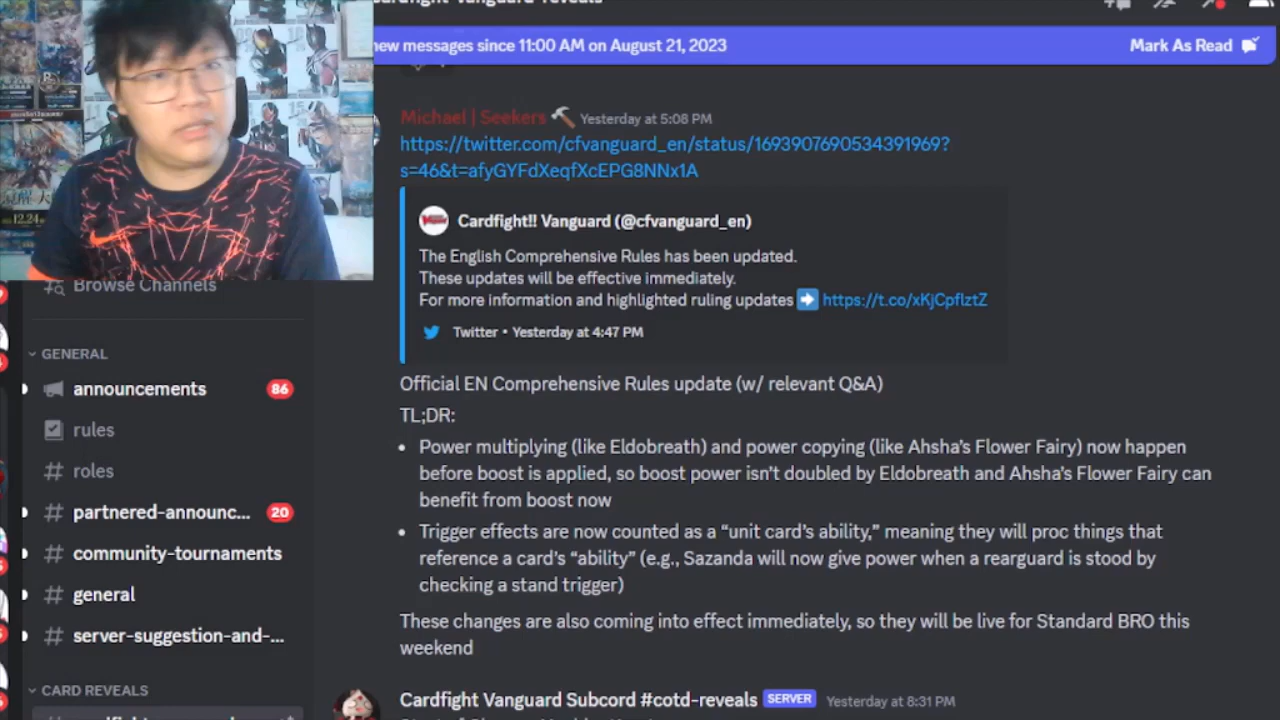 new messages since 11:00 AM on August 21, 2023
Mark As Read
Michael | Seekers Yesterday at 5:08 PM
https://twitter.com/cfvanguard_en/status/1693907690534391969?
s=46&t=afyGYFdXeqfXcEPG8NNx1A
Cardfight!! Vanguard (@cfvanguard_en)
The English Comprehensive Rules has been updated.
These updates will be effective immediately.
For more information and highlighted ruling updates ➡ https://t.co/xKjCpflztZ
Twitter • Yesterday at 4:47 PM
Official EN Comprehensive Rules update (w/ relevant Q&A)
TL;DR:
• Power multiplying (like Eldobreath) and power copying (like Ahsha's Flower Fairy) now happen
before boost is applied, so boost power isn't doubled by Eldobreath and Ahsha's Flower Fairy can
benefit from boost now
• Trigger effects are now counted as a “unit card's ability,” meaning they will proc things that
reference a card's “ability” (e.g., Sazanda will now give power when a rearguard is stood by
checking a stand trigger)
These changes are also coming into effect immediately, so they will be live for Standard BRO this
weekend
Cardfight Vanguard Subcord #cotd-reveals SERVER Yesterday at 8:31 PM
12.24
Browse Channels
GENERAL
announcements 86
rules
# roles
# partnered-announc... 20
# community-tournaments
# general
# server-suggestion-and-...
CARD REVEALS